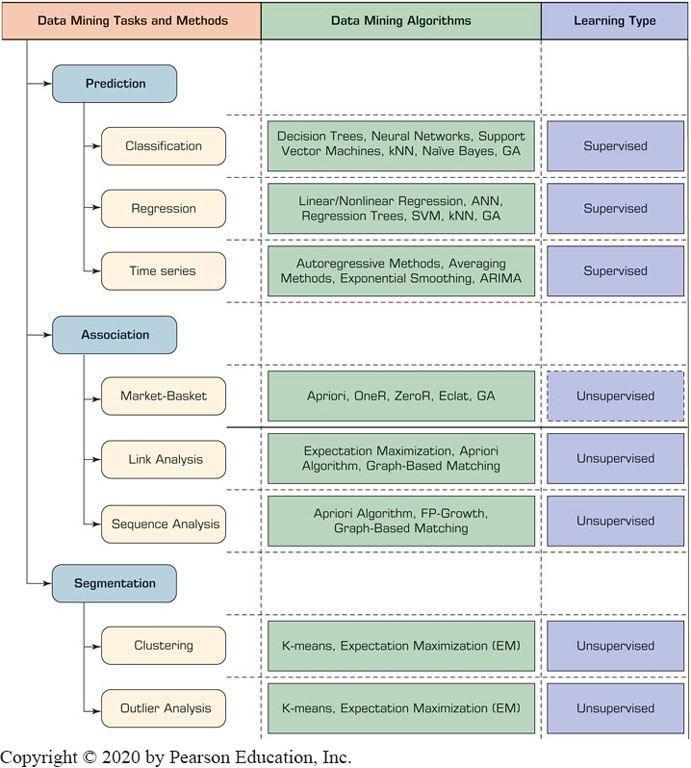 Data Mining Tasks and Methods
Data Mining Algorithms
Learning Type
Prediction
Classification
Decision Trees, Neural Networks, Support
Vector Machines, kNN, Naïve Bayes, GA
Supervised
Regression
Linear/Nonlinear Regression, ANN,
Regression Trees, SVM, kNN, GA
Supervised
Time series
Autoregressive Methods, Averaging
Methods, Exponential Smoothing, ARIMA
Supervised
Association
Market-Basket
Apriori, OneR, ZeroR, Eclat, GA
Unsupervised
Link Analysis
Expectation Maximization, Apriori
Algorithm, Graph-Based Matching
Unsupervised
Sequence Analysis
Apriori Algorithm, FP-Growth,
Graph-Based Matching
Unsupervised
Segmentation
Clustering
K-means, Expectation Maximization (EM)
Unsupervised
Outlier Analysis
K-means, Expectation Maximization (EM)
Unsupervised
Copyright © 2020 by Pearson Education, Inc.